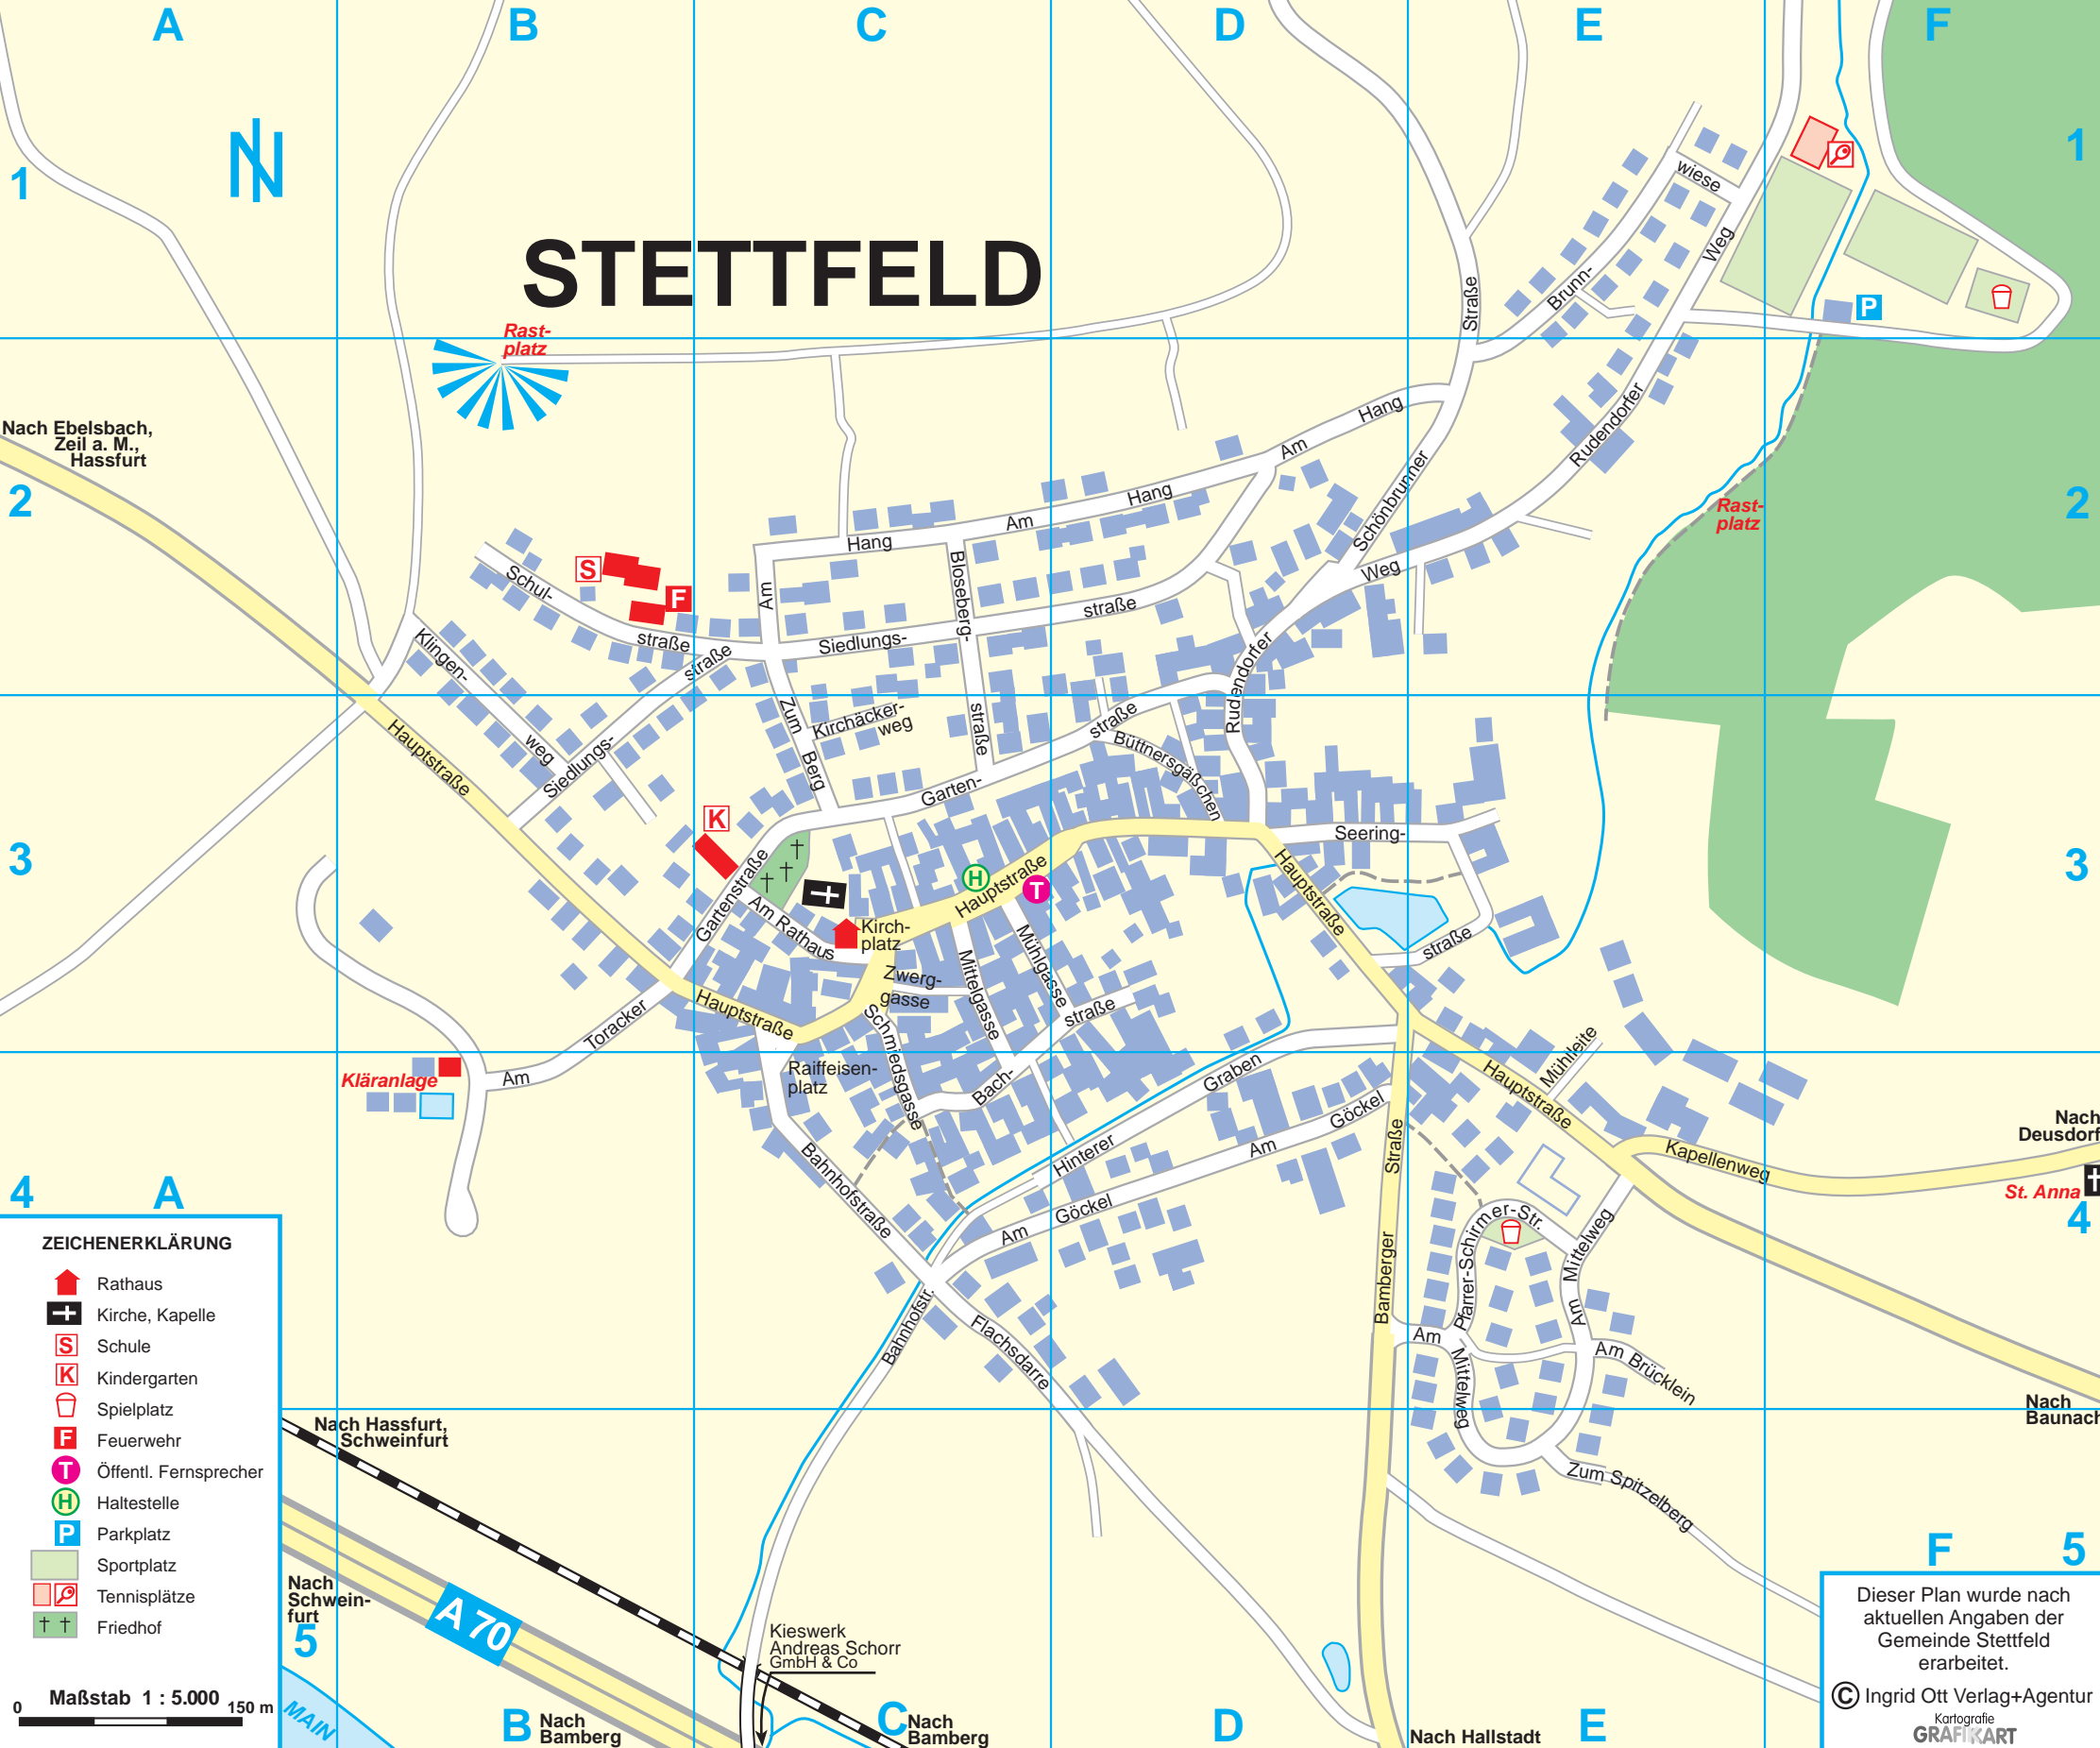 A
B
C
D
E
F
1
1
N
STETTFELD
wiese
Weg
Brunn-
Straße
P
Rast-
platz
Nach Ebelsbach,
Zeil a. M.,
Hassfurt
2
2
Am
Hang
Am
Hang
Am
Hang
Am
Schönbrunner
Rudendorfer
Weg
Rast-
platz
S
F
Schul-
straße
straße
Siedlungs-
straße
Bloseberg-
straße
Klingen-
weg
Siedlungs-
Hauptstraße
Zum
Berg
Kirchäcker-
weg
Garten-
straße
Büttnersgäßchen
Rudendorfer
3
3
K
Gartenstraße
Am Rathaus
Kirch-
platz
H
T
Hauptstraße
Hauptstraße
Seering-
straße
Zwerg-
gasse
Mittelgasse
Mühlgasse
straße
Bach-
Schmiedsgasse
Hauptstraße
Raiffeisen-
platz
Am
Toracker
Kläranlage
Bahnhofstraße
Hinterer
Graben
Am
Göckel
Am
Göckel
Hauptstraße
Mühlleite
Kapellenweg
Nach
Deusdorf
St. Anna
4
A
4
Bamberger
Straße
Pfarrer-Schirmer-Str.
Mittelweg
Am
Am
Mittelweg
Am Brücklein
Zum Spitzelberg
Bahnhofstr.
Flachsdarre
Nach
Baunach
ZEICHENERKLÄRUNG
Rathaus
Kirche, Kapelle
S Schule
K Kindergarten
Spielplatz
F Feuerwehr
T Öffentl. Fernsprecher
H Haltestelle
P Parkplatz
Sportplatz
Tennisplätze
Friedhof
Maßstab 1 : 5.000
0
150 m
Nach Hassfurt,
Schweinfurt
Nach
Schwein-
furt
5
A 70
MAIN
Kieswerk
Andreas Schorr
GmbH & Co
B
Nach
Bamberg
C
Nach
Bamberg
D
Nach Hallstadt
E
F
5
Dieser Plan wurde nach
aktuellen Angaben der
Gemeinde Stettfeld
erarbeitet.
© Ingrid Ott Verlag+Agentur
Kartografie
GRAFIKART